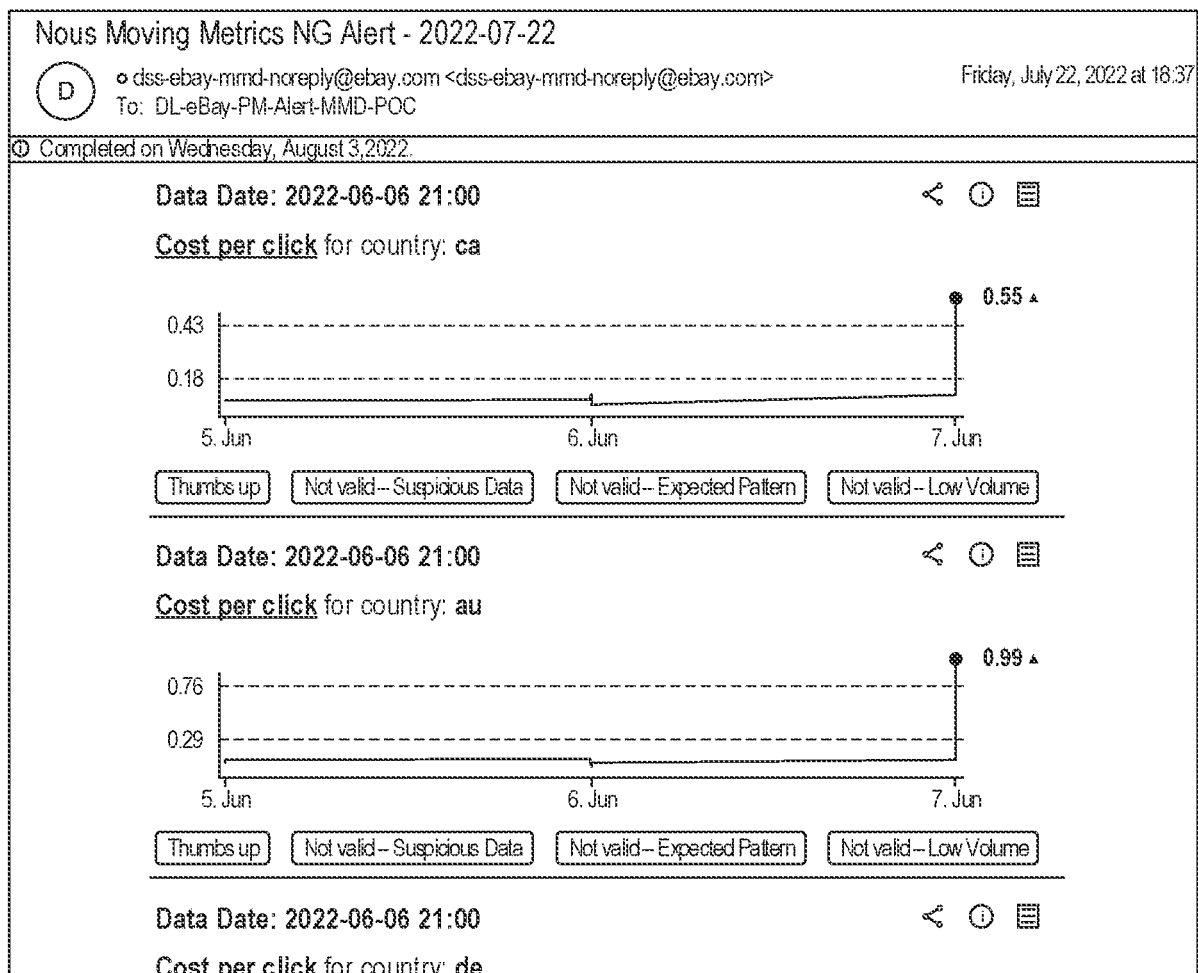 Nous Moving Metrics NG Alert - 2022-07-22
D
dss-ebay-mmd-noreply@ebay.com <dss-ebay-mmd-noreply@ebay.com>
Friday, July 22, 2022 at 18:37
To: DL-eBay-PM-Alert-MMD-POC
Completed on Wednesday, August 3,2022.
Data Date: 2022-06-06 21:00
Cost per click for country: ca
0.55
0.43
0.18
5. Jun 6. Jun 7. Jun
Thumbs up Not valid-- Suspicious Data Not valid-- Expected Pattern Not valid-- Low Volume
Data Date: 2022-06-06 21:00
Cost per click for country: au
0.99
0.76
0.29
5. Jun 6. Jun 7. Jun
Thumbs up Not valid-- Suspicious Data Not valid-- Expected Pattern Not valid-- Low Volume
Data Date: 2022-06-06 21:00
Cost per click for country: de